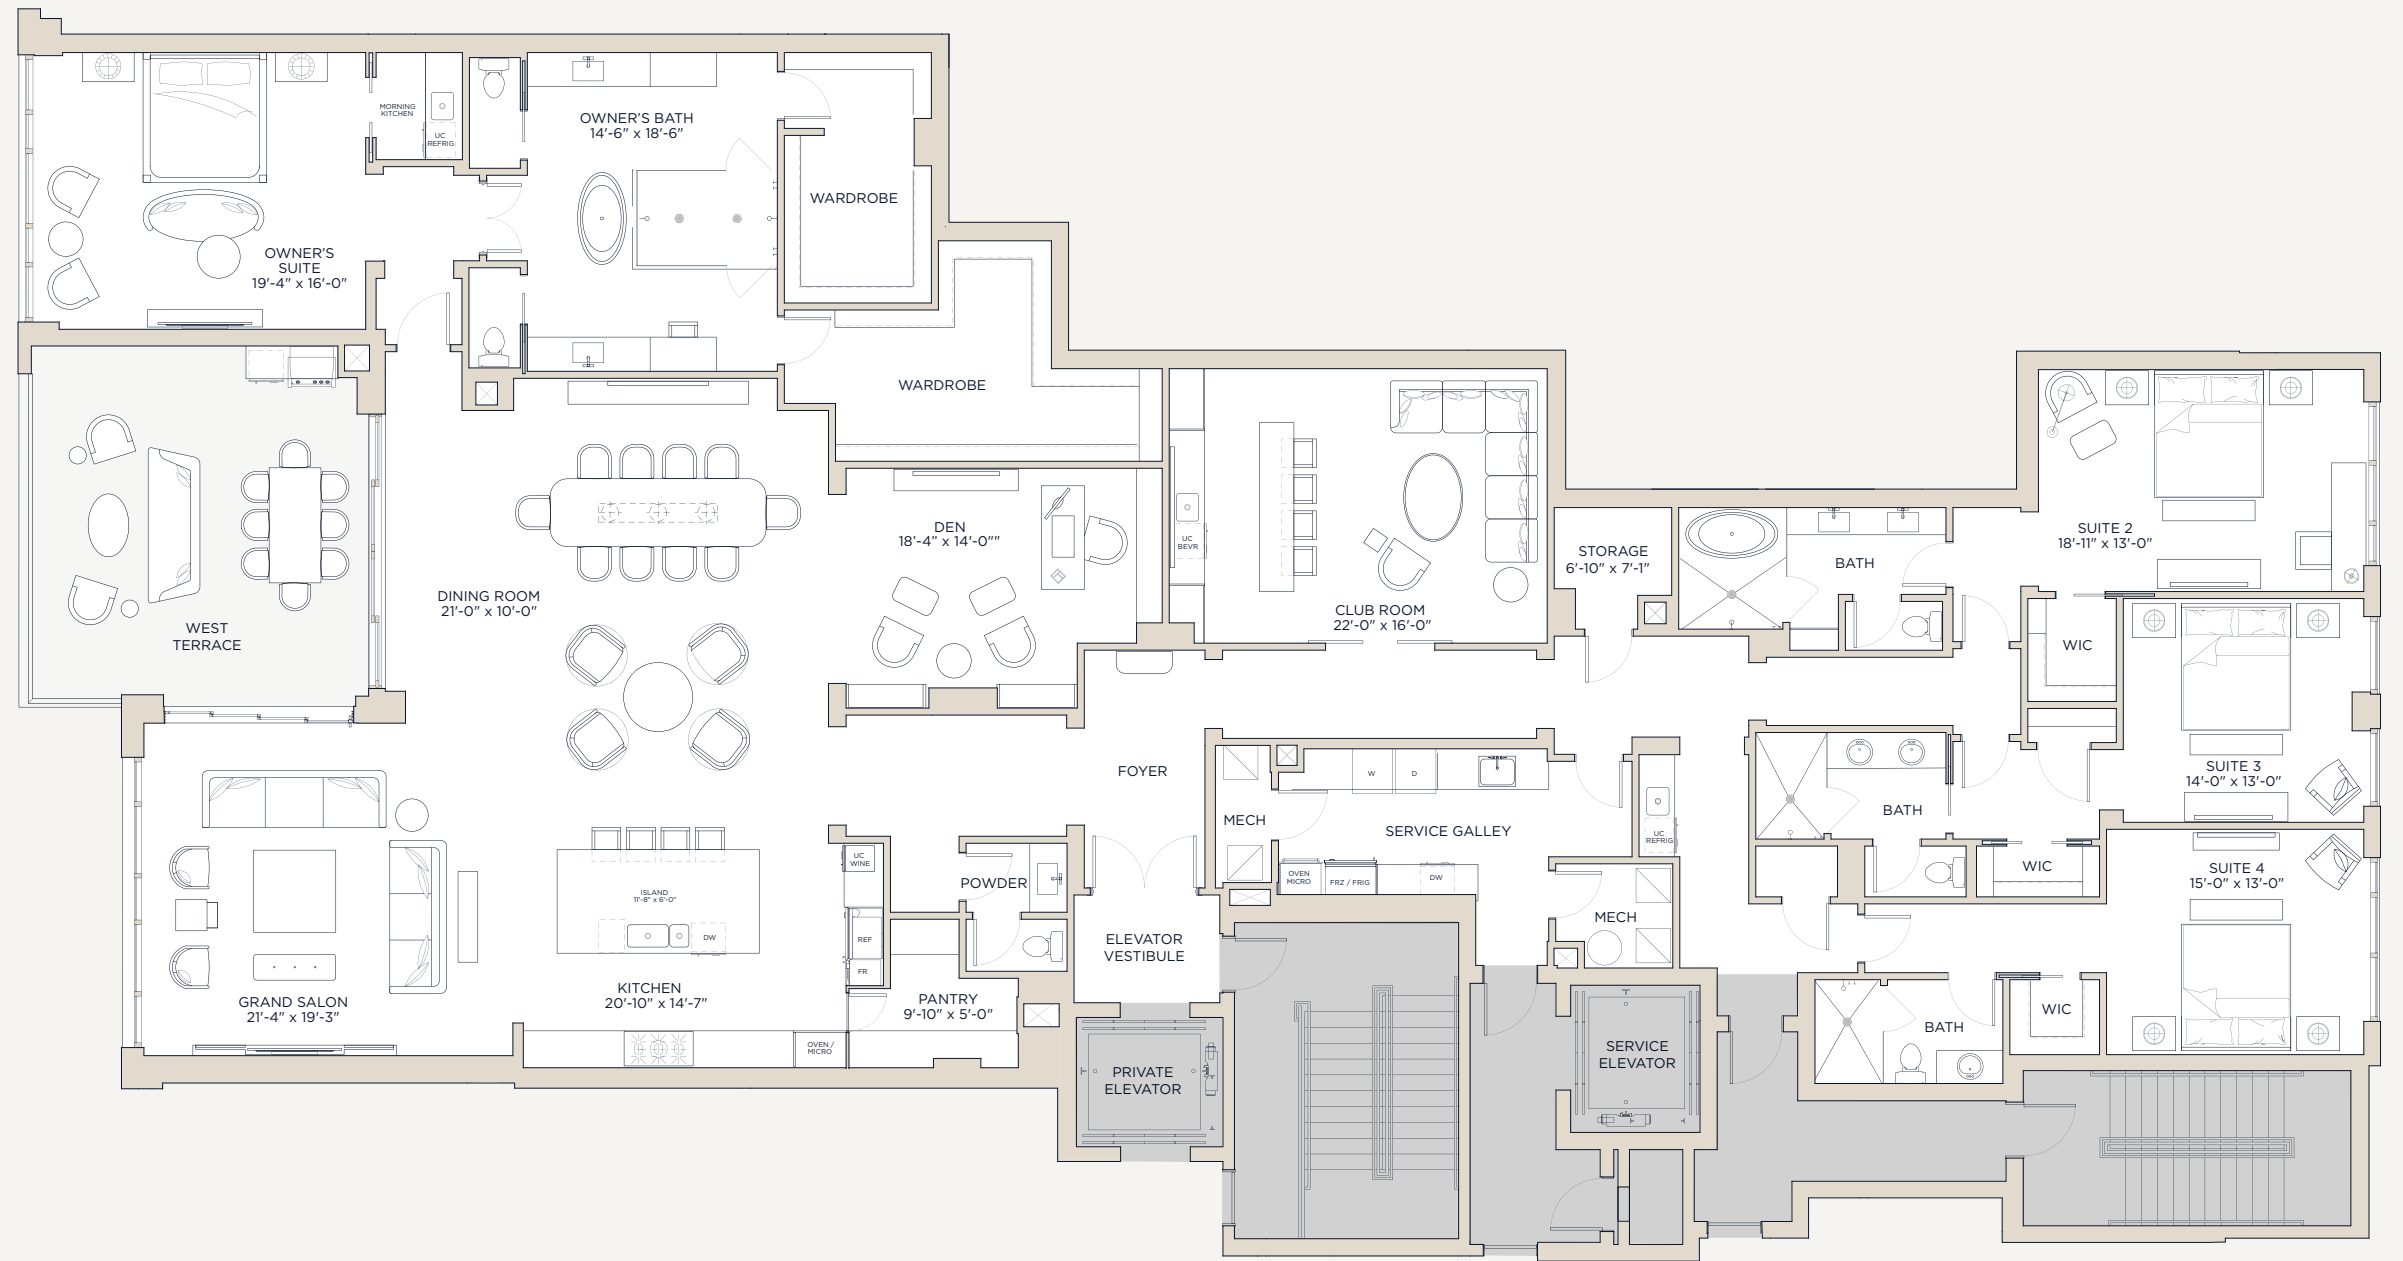 MORNING
KITCHEN
UC
REFRIG
OWNER'S BATH
14'-6" x 18'-6"
WARDROBE
OWNER'S
SUITE
19'-4" x 16'-0"
WARDROBE
WEST
TERRACE
DINING ROOM
21'-0" x 10'-0"
DEN
18'-4" x 14'-0""
UC
BEVR
CLUB ROOM
22'-0" x 16'-0"
STORAGE
6'-10" x 7'-1"
BATH
SUITE 2
18'-11" x 13'-0"
WIC
SUITE 3
14'-0" x 13'-0"
FOYER
MECH
W
D
SERVICE GALLEY
UC
REFRIG
OVEN
MICRO
FRZ / FRIG
DW
MECH
BATH
WIC
SUITE 4
15'-0" x 13'-0"
UC
WINE
POWDER
ISLAND
11'-8" x 6'-0"
DW
REF
FR
GRAND SALON
21'-4" x 19'-3"
KITCHEN
20'-10" x 14'-7"
PANTRY
9'-10" x 5'-0"
OVEN /
MICRO
ELEVATOR
VESTIBULE
PRIVATE
ELEVATOR
SERVICE
ELEVATOR
BATH
WIC